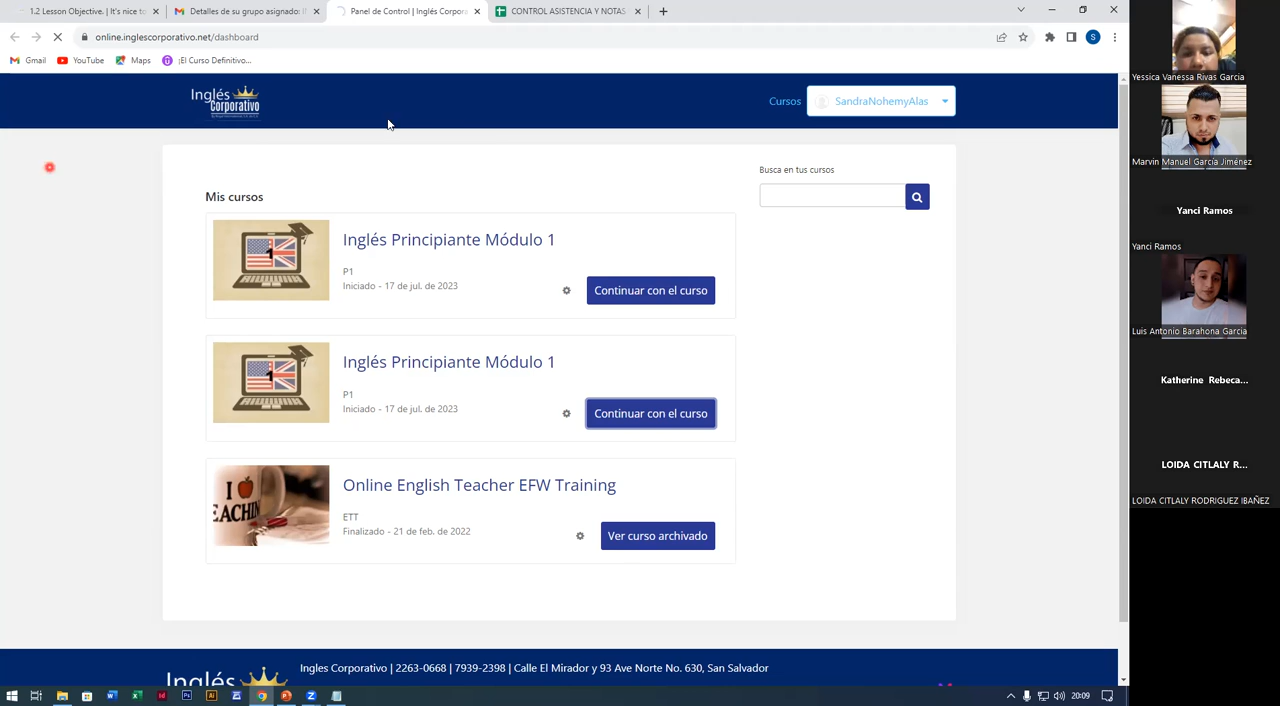 1.2 Lesson Objective. | It's nice t
Detalles de su grupo asignado: I
Panel de Control | Inglés Corpora
CONTROL ASISTENCIA Y NOTAS
online.inglescorporativo.net/dashboard
S
Gmail
YouTube
Maps
¡El Curso Definitivo...
Inglés
Corporativo
Cursos
SandraNohemyAlas
Busca en tus cursos
Mis cursos
Inglés Principiante Módulo 1
P1
Iniciado - 17 de jul. de 2023
Continuar con el curso
Inglés Principiante Módulo 1
P1
Iniciado - 17 de jul. de 2023
Continuar con el curso
I
TEACHING
Online English Teacher EFW Training
ETT
Finalizado - 21 de feb. de 2022
Ver curso archivado
Inglés
Ingles Corporativo | 2263-0668 | 7939-2398 | Calle El Mirador y 93 Ave Norte No. 630, San Salvador
20:09
Yessica Vanessa Rivas Garcia
Marvin Manuel García Jiménez
Yanci Ramos
Yanci Ramos
Luis Antonio Barahona Garcia
Katherine Rebeca...
LOIDA CITLALY R...
LOIDA CITLALY RODRIGUEZ IBAÑEZ